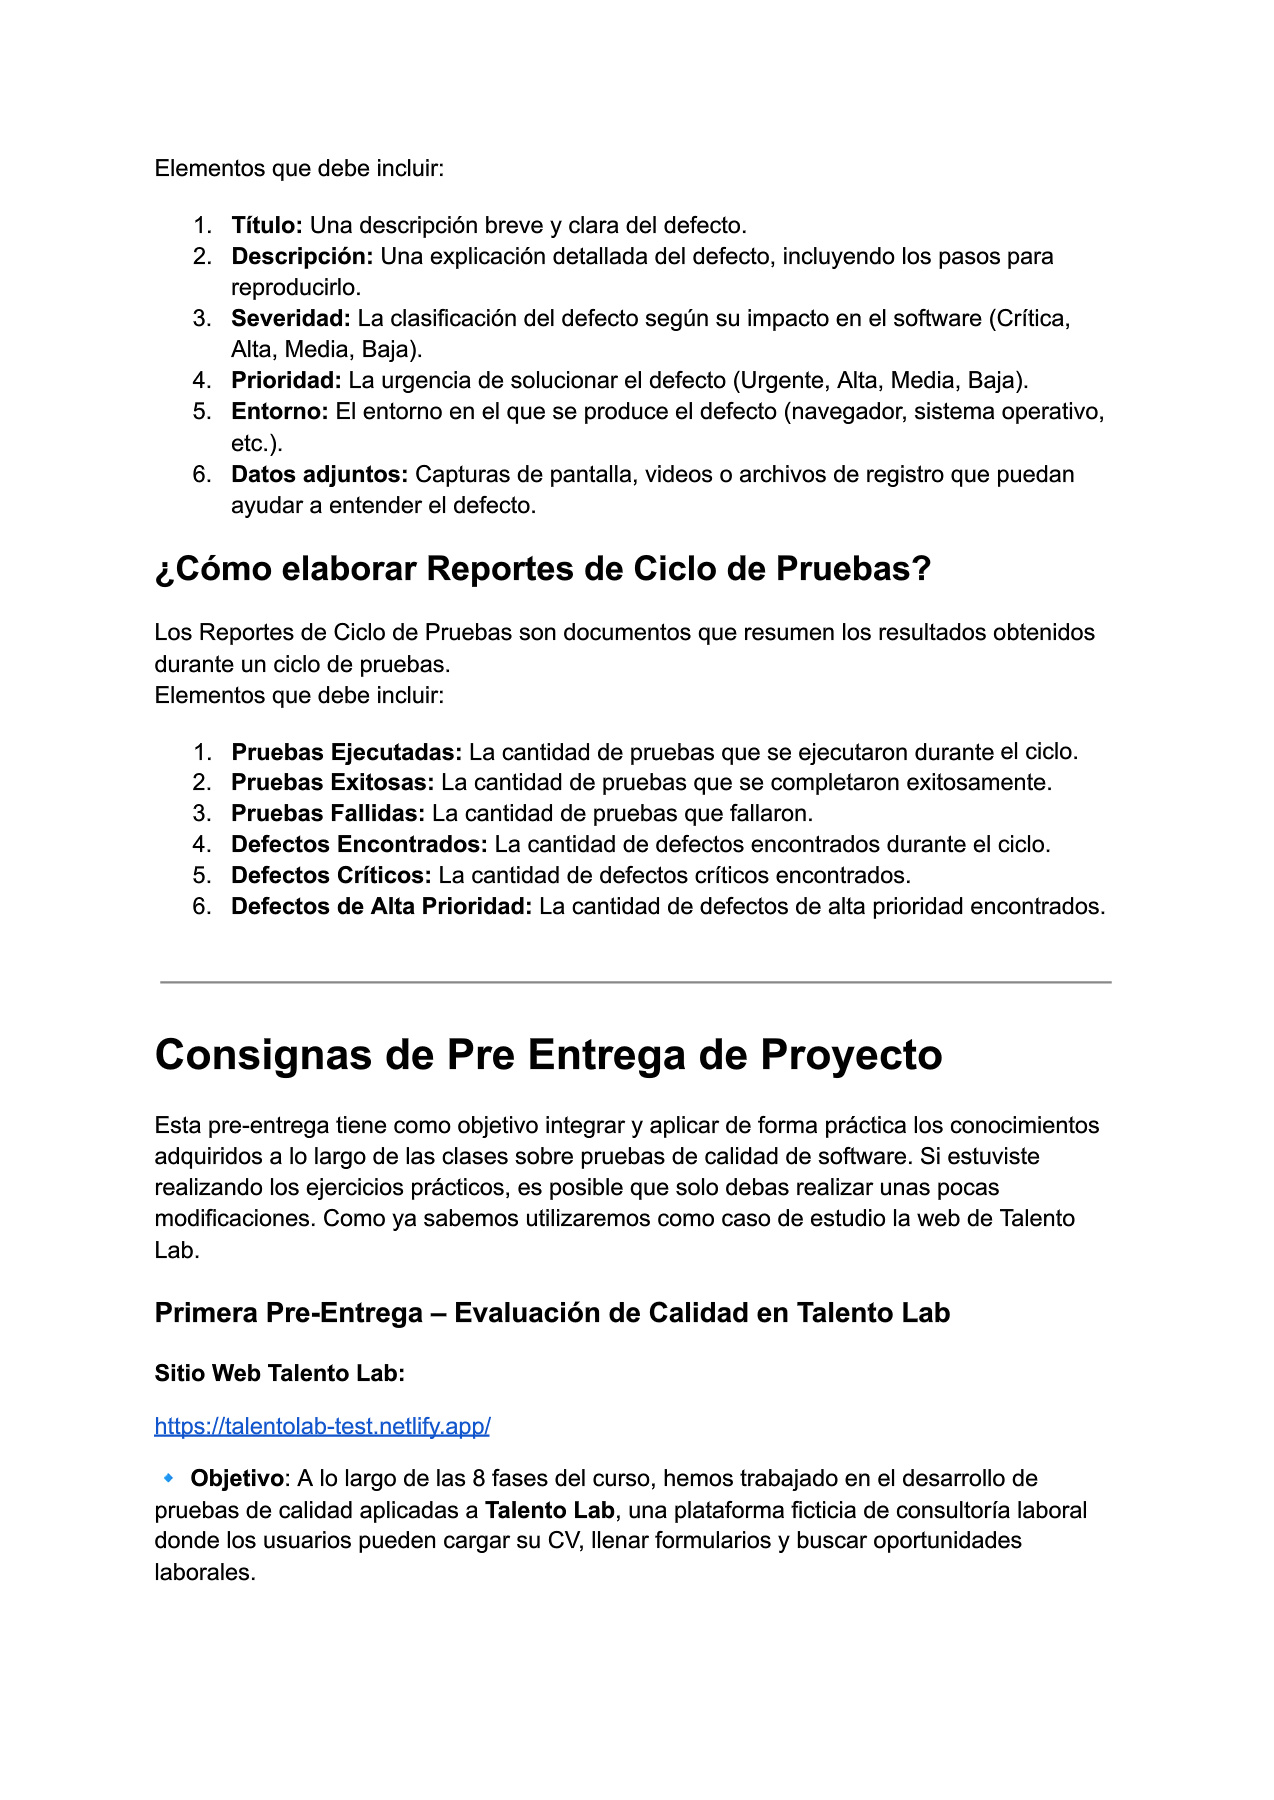 Elementos que debe incluir:
1. Título: Una descripción breve y clara del defecto.
2. Descripción: Una explicación detallada del defecto, incluyendo los pasos para
reproducirlo.
3. Severidad: La clasificación del defecto según su impacto en el software (Crítica,
Alta, Media, Baja).
4. Prioridad: La urgencia de solucionar el defecto (Urgente, Alta, Media, Baja).
5. Entorno: El entorno en el que se produce el defecto (navegador, sistema operativo,
etc.).
6. Datos adjuntos: Capturas de pantalla, videos o archivos de registro que puedan
ayudar a entender el defecto.
¿Cómo elaborar Reportes de Ciclo de Pruebas?
Los Reportes de Ciclo de Pruebas son documentos que resumen los resultados obtenidos
durante un ciclo de pruebas.
Elementos que debe incluir:
1. Pruebas Ejecutadas: La cantidad de pruebas que se ejecutaron durante el ciclo.
2. Pruebas Exitosas: La cantidad de pruebas que se completaron exitosamente.
3. Pruebas Fallidas: La cantidad de pruebas que fallaron.
4. Defectos Encontrados: La cantidad de defectos encontrados durante el ciclo.
5. Defectos Críticos: La cantidad de defectos críticos encontrados.
6. Defectos de Alta Prioridad: La cantidad de defectos de alta prioridad encontrados.
Consignas de Pre Entrega de Proyecto
Esta pre-entrega tiene como objetivo integrar y aplicar de forma práctica los conocimientos
adquiridos a lo largo de las clases sobre pruebas de calidad de software. Si estuviste
realizando los ejercicios prácticos, es posible que solo debas realizar unas pocas
modificaciones. Como ya sabemos utilizaremos como caso de estudio la web de Talento
Lab.
Primera Pre-Entrega – Evaluación de Calidad en Talento Lab
Sitio Web Talento Lab:
https://talentolab-test.netlify.app/
🔹 Objetivo: A lo largo de las 8 fases del curso, hemos trabajado en el desarrollo de
pruebas de calidad aplicadas a Talento Lab, una plataforma ficticia de consultoría laboral
donde los usuarios pueden cargar su CV, llenar formularios y buscar oportunidades
laborales.